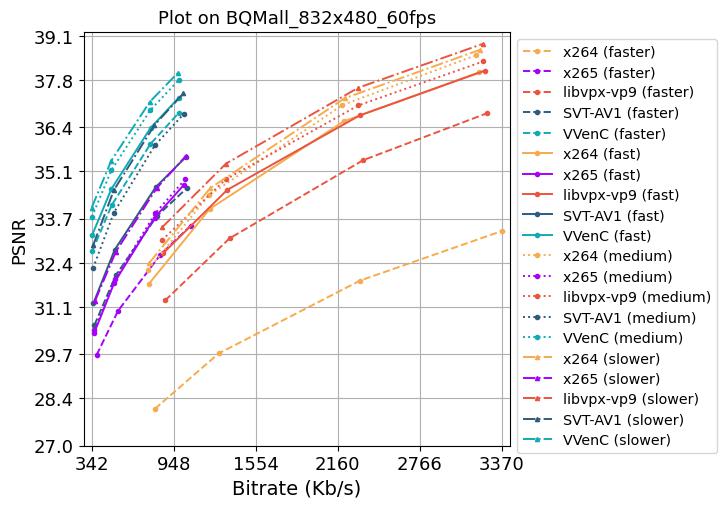 Plot on BQMall_832x480_60fps
PSNR
39.1
37.8
36.4
35.1
33.7
32.4
31.1
29.7
28.4
27.0
342
948
1554
2160
2766
3370
Bitrate (Kb/s)
x264 (faster)
x265 (faster)
libvpx-vp9 (faster)
SVT-AV1 (faster)
VVenC (faster)
x264 (fast)
x265 (fast)
libvpx-vp9 (fast)
SVT-AV1 (fast)
VVenC (fast)
x264 (medium)
x265 (medium)
libvpx-vp9 (medium)
SVT-AV1 (medium)
VVenC (medium)
x264 (slower)
x265 (slower)
libvpx-vp9 (slower)
SVT-AV1 (slower)
VVenC (slower)